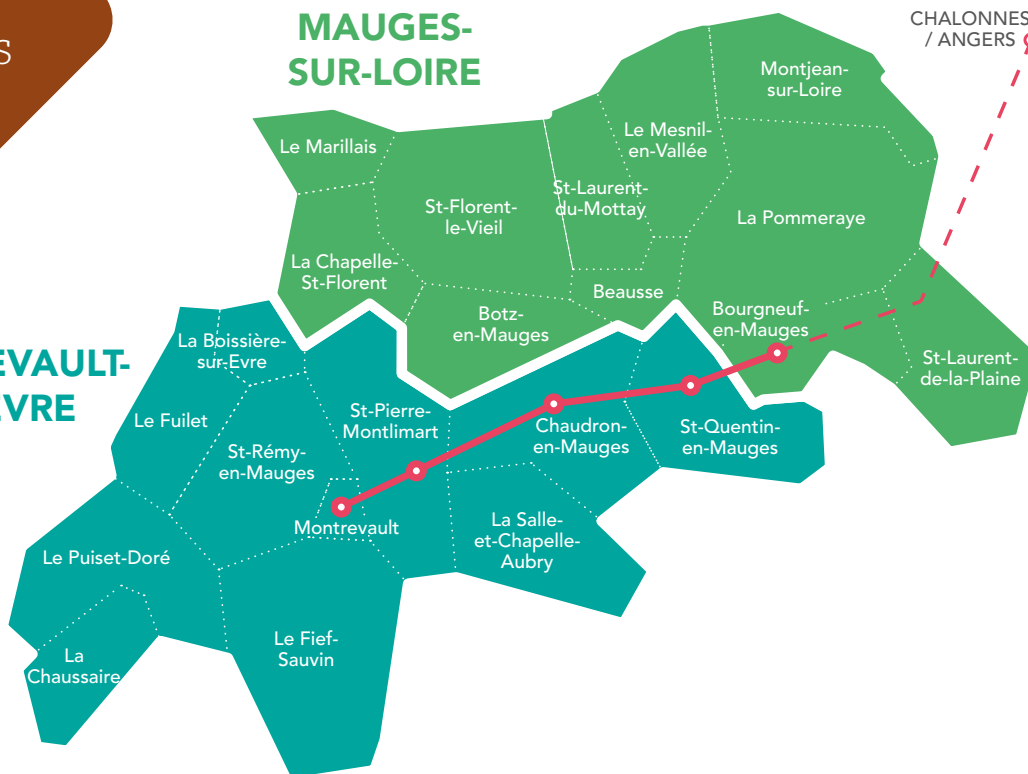 S
MAUGES-
SUR-LOIRE
CHALONNES
/ ANGERS
Montjean-
sur-Loire
Le Marillais
Le Mesnil-
en-Vallée
St-Laurent-
du-Mottay
St-Florent-
le-Vieil
La Pommeraye
La Chapelle-
St-Florent
Beausse
Botz-
en-Mauges
Bourgneuf-
en-Mauges
St-Laurent-
de-la-Plaine
EVAULT-
EVRE
La Boissière-
sur-Evre
Le Fuilet
St-Pierre-
Montlimart
Chaudron-
en-Mauges
St-Quentin-
en-Mauges
St-Rémy-
en-Mauges
Montrevault
La Salle-
et-Chapelle-
Aubry
Le Puiset-Doré
Le Fief-
Sauvin
La
Chaussaire